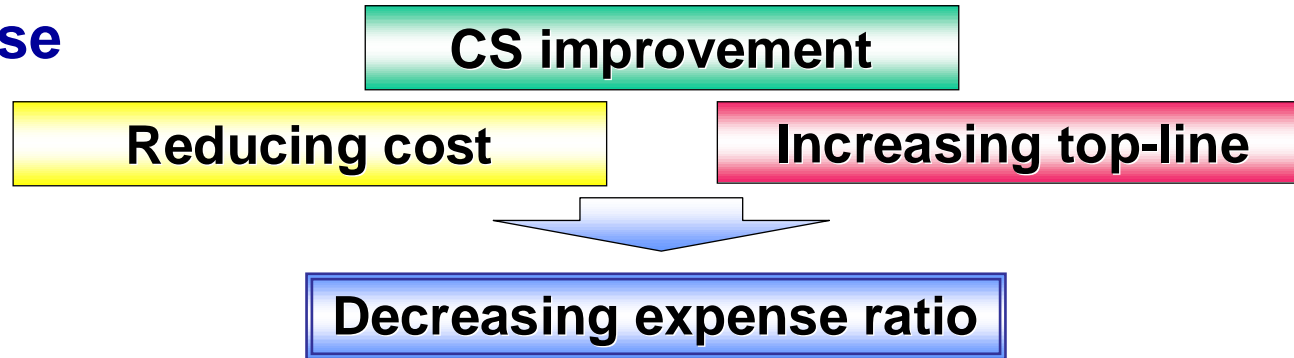 se
CS improvement
Reducing cost
Increasing top-line
Decreasing expense ratio